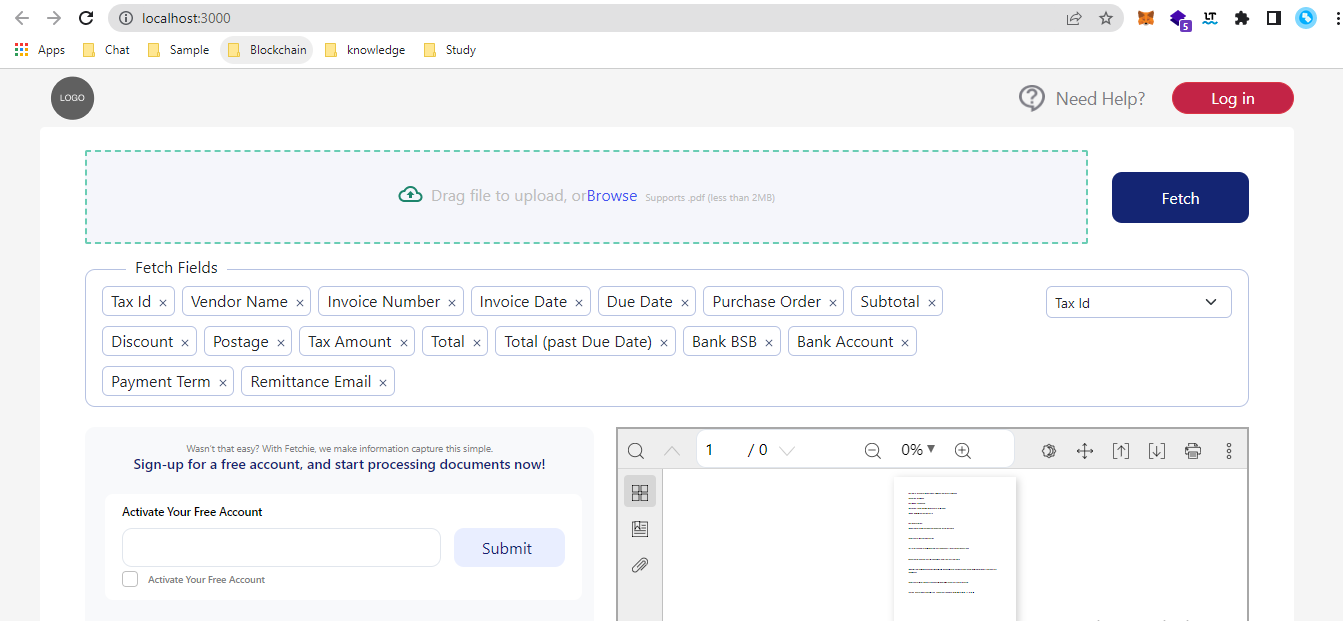 localhost:3000
5
LT
Apps Chat Sample Blockchain knowledge Study
LOGO
Need Help?
Log in
Drag file to upload, orBrowse Supports .pdf (less than 2MB)
Fetch
Fetch Fields
Tax Id × Vendor Name × Invoice Number × Invoice Date × Due Date × Purchase Order × Subtotal ×
Tax Id
Discount × Postage × Tax Amount × Total × Total (past Due Date) × Bank BSB × Bank Account ×
Payment Term × Remittance Email ×
Wasn't that easy? With Fetchie, we make information capture this simple.
Sign-up for a free account, and start processing documents now!
Activate Your Free Account
Submit
Activate Your Free Account
1 / 0
0%